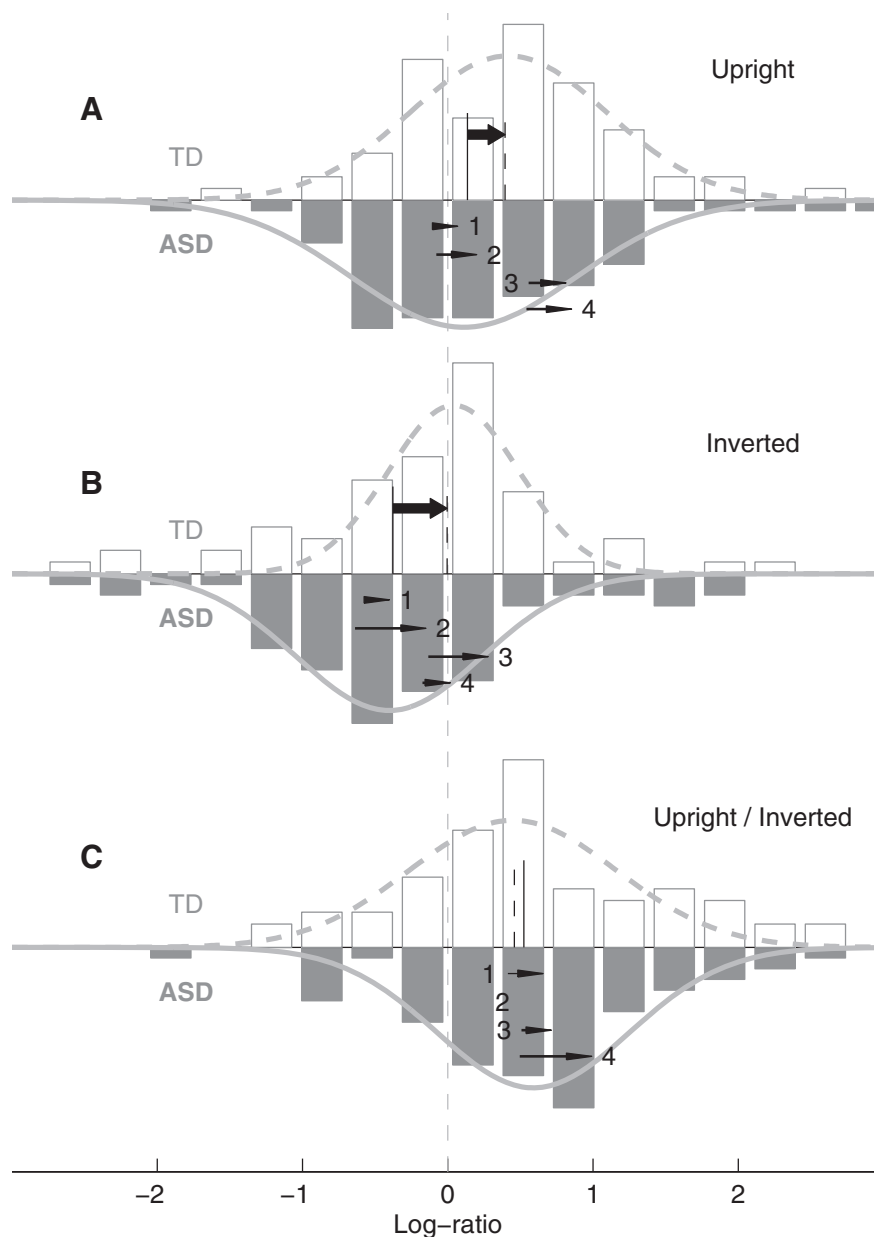 Upright
A
TD
ASD
1
2
3
4
Inverted
B
TD
ASD
1
2
3
4
Upright / Inverted
C
TD
ASD
1
2
3
4
−2 −1 0 1 2
Log−ratio